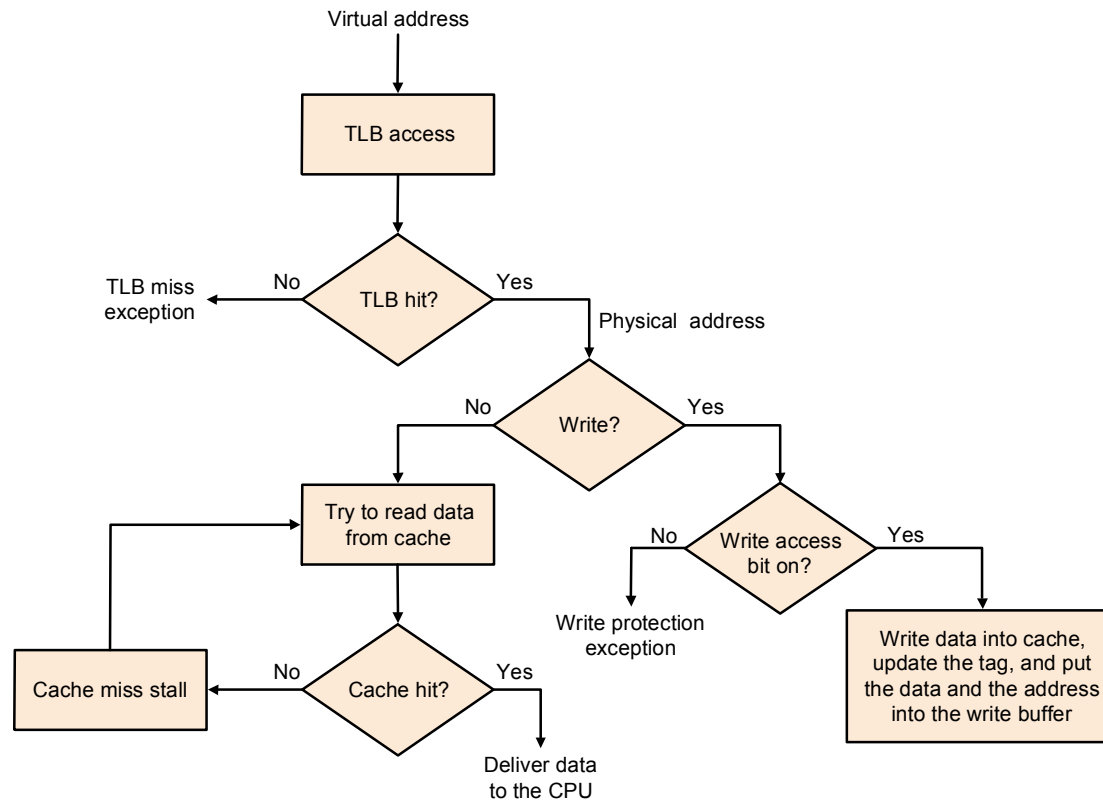 Virtual address
TLB access
TLB hit?
No
Yes
TLB miss
exception
Physical address
Write?
No
Yes
Try to read data
from cache
Write access
bit on?
No
Yes
Write protection
exception
Write data into cache,
update the tag, and put
the data and the address
into the write buffer
Cache hit?
No
Yes
Cache miss stall
Deliver data
to the CPU